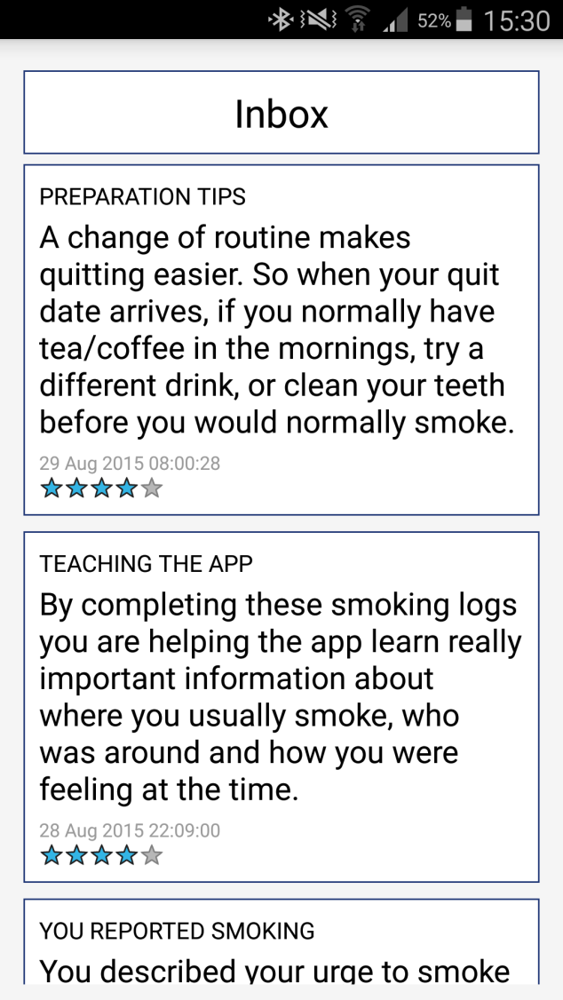 52% 15:30
Inbox
PREPARATION TIPS
A change of routine makes
quitting easier. So when your quit
date arrives, if you normally have
tea/coffee in the mornings, try a
different drink, or clean your teeth
before you would normally smoke.
29 Aug 2015 08:00:28
TEACHING THE APP
By completing these smoking logs
you are helping the app learn really
important information about
where you usually smoke, who
was around and how you were
feeling at the time.
28 Aug 2015 22:09:00
YOU REPORTED SMOKING
You described your urge to smoke